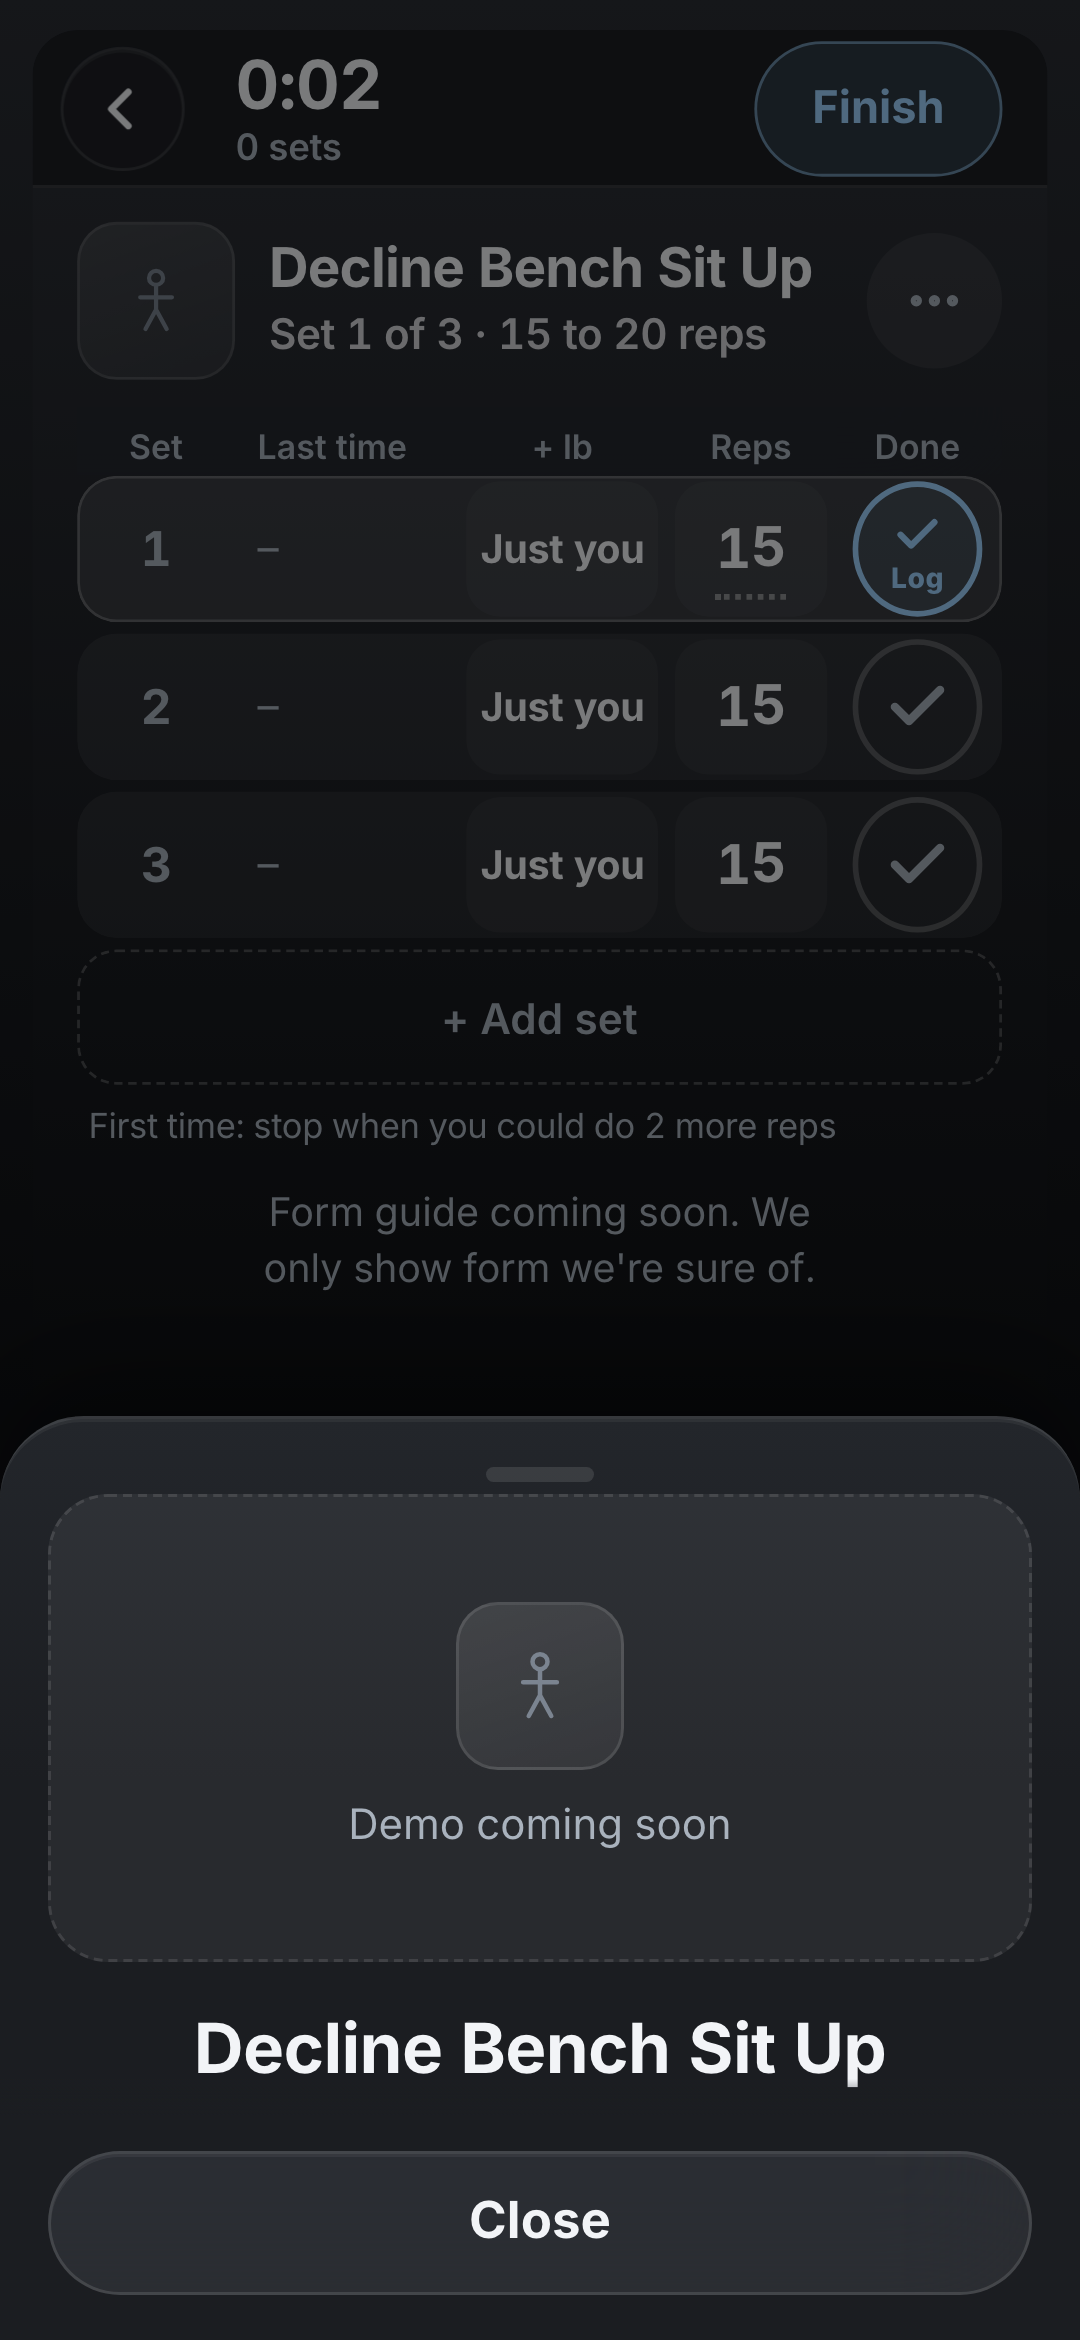 0:02
0 sets
Finish
Decline Bench Sit Up
Set 1 of 3 · 15 to 20 reps
Set Last time + lb Reps Done
1 – Just you 15 Log
2 – Just you 15
3 – Just you 15
+ Add set
First time: stop when you could do 2 more reps
Form guide coming soon. We
only show form we're sure of.
Demo coming soon
Decline Bench Sit Up
Close